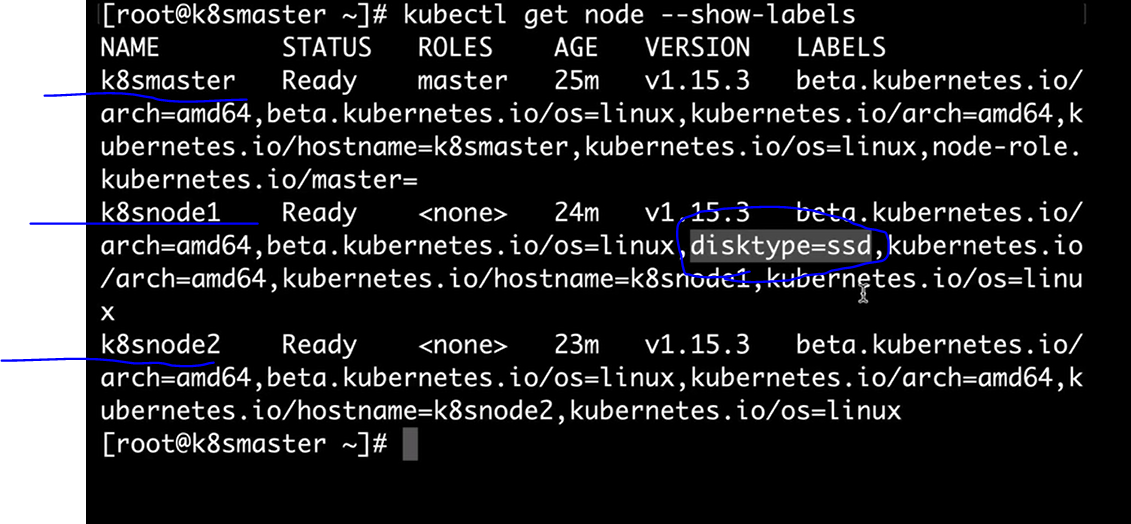 [root@k8smaster ~]# kubectl get node --show-labels
NAME STATUS ROLES AGE VERSION LABELS
k8smaster Ready master 25m v1.15.3 beta.kubernetes.io/
arch=amd64,beta.kubernetes.io/os=linux,kubernetes.io/arch=amd64,k
ubernetes.io/hostname=k8smaster,kubernetes.io/os=linux,node-role.
kubernetes.io/master=
k8snode1 Ready <none> 24m v1.15.3 beta.kubernetes.io/
arch=amd64,beta.kubernetes.io/os=linux,disktype=ssd,kubernetes.io
/arch=amd64,kubernetes.io/hostname=k8snode1,kubernetes.io/os=linu
x
k8snode2 Ready <none> 23m v1.15.3 beta.kubernetes.io/
arch=amd64,beta.kubernetes.io/os=linux,kubernetes.io/arch=amd64,k
ubernetes.io/hostname=k8snode2,kubernetes.io/os=linux
[root@k8smaster ~]#